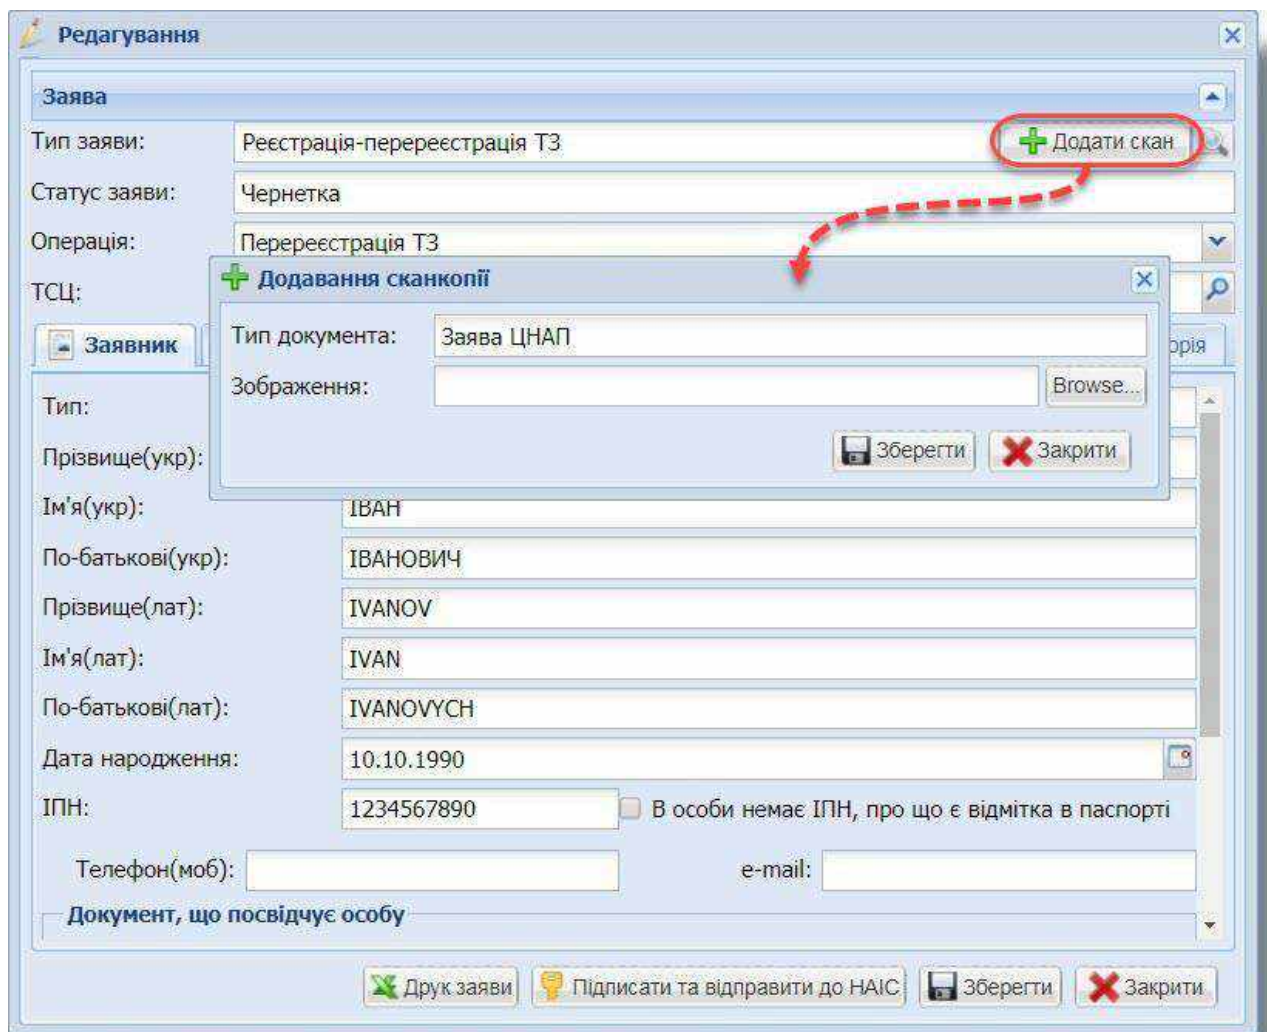 Редагування
Заява
Тип заяви: Реєстрація-перереєстрація ТЗ Додати скан
Статус заяви: Чернетка
Операція: Перереєстрація ТЗ
Додавання сканкопії
ТСЦ:
Тип документа: Заява ЦНАП
Заявник орія
Зображення: Browse...
Тип:
Зберегти Закрити
Прізвище(укр):
Ім'я(укр): ІВАН
По-батькові(укр): ІВАНОВИЧ
Прізвище(лат): IVANOV
Ім'я(лат): IVAN
По-батькові(лат): IVANOVYCH
Дата народження: 10.10.1990
ІПН: 1234567890 В особи немає ІПН, про що є відмітка в паспорті
Телефон(моб): e-mail:
Документ, що посвідчує особу
Друк заяви Підписати та відправити до НАІС Зберегти Закрити